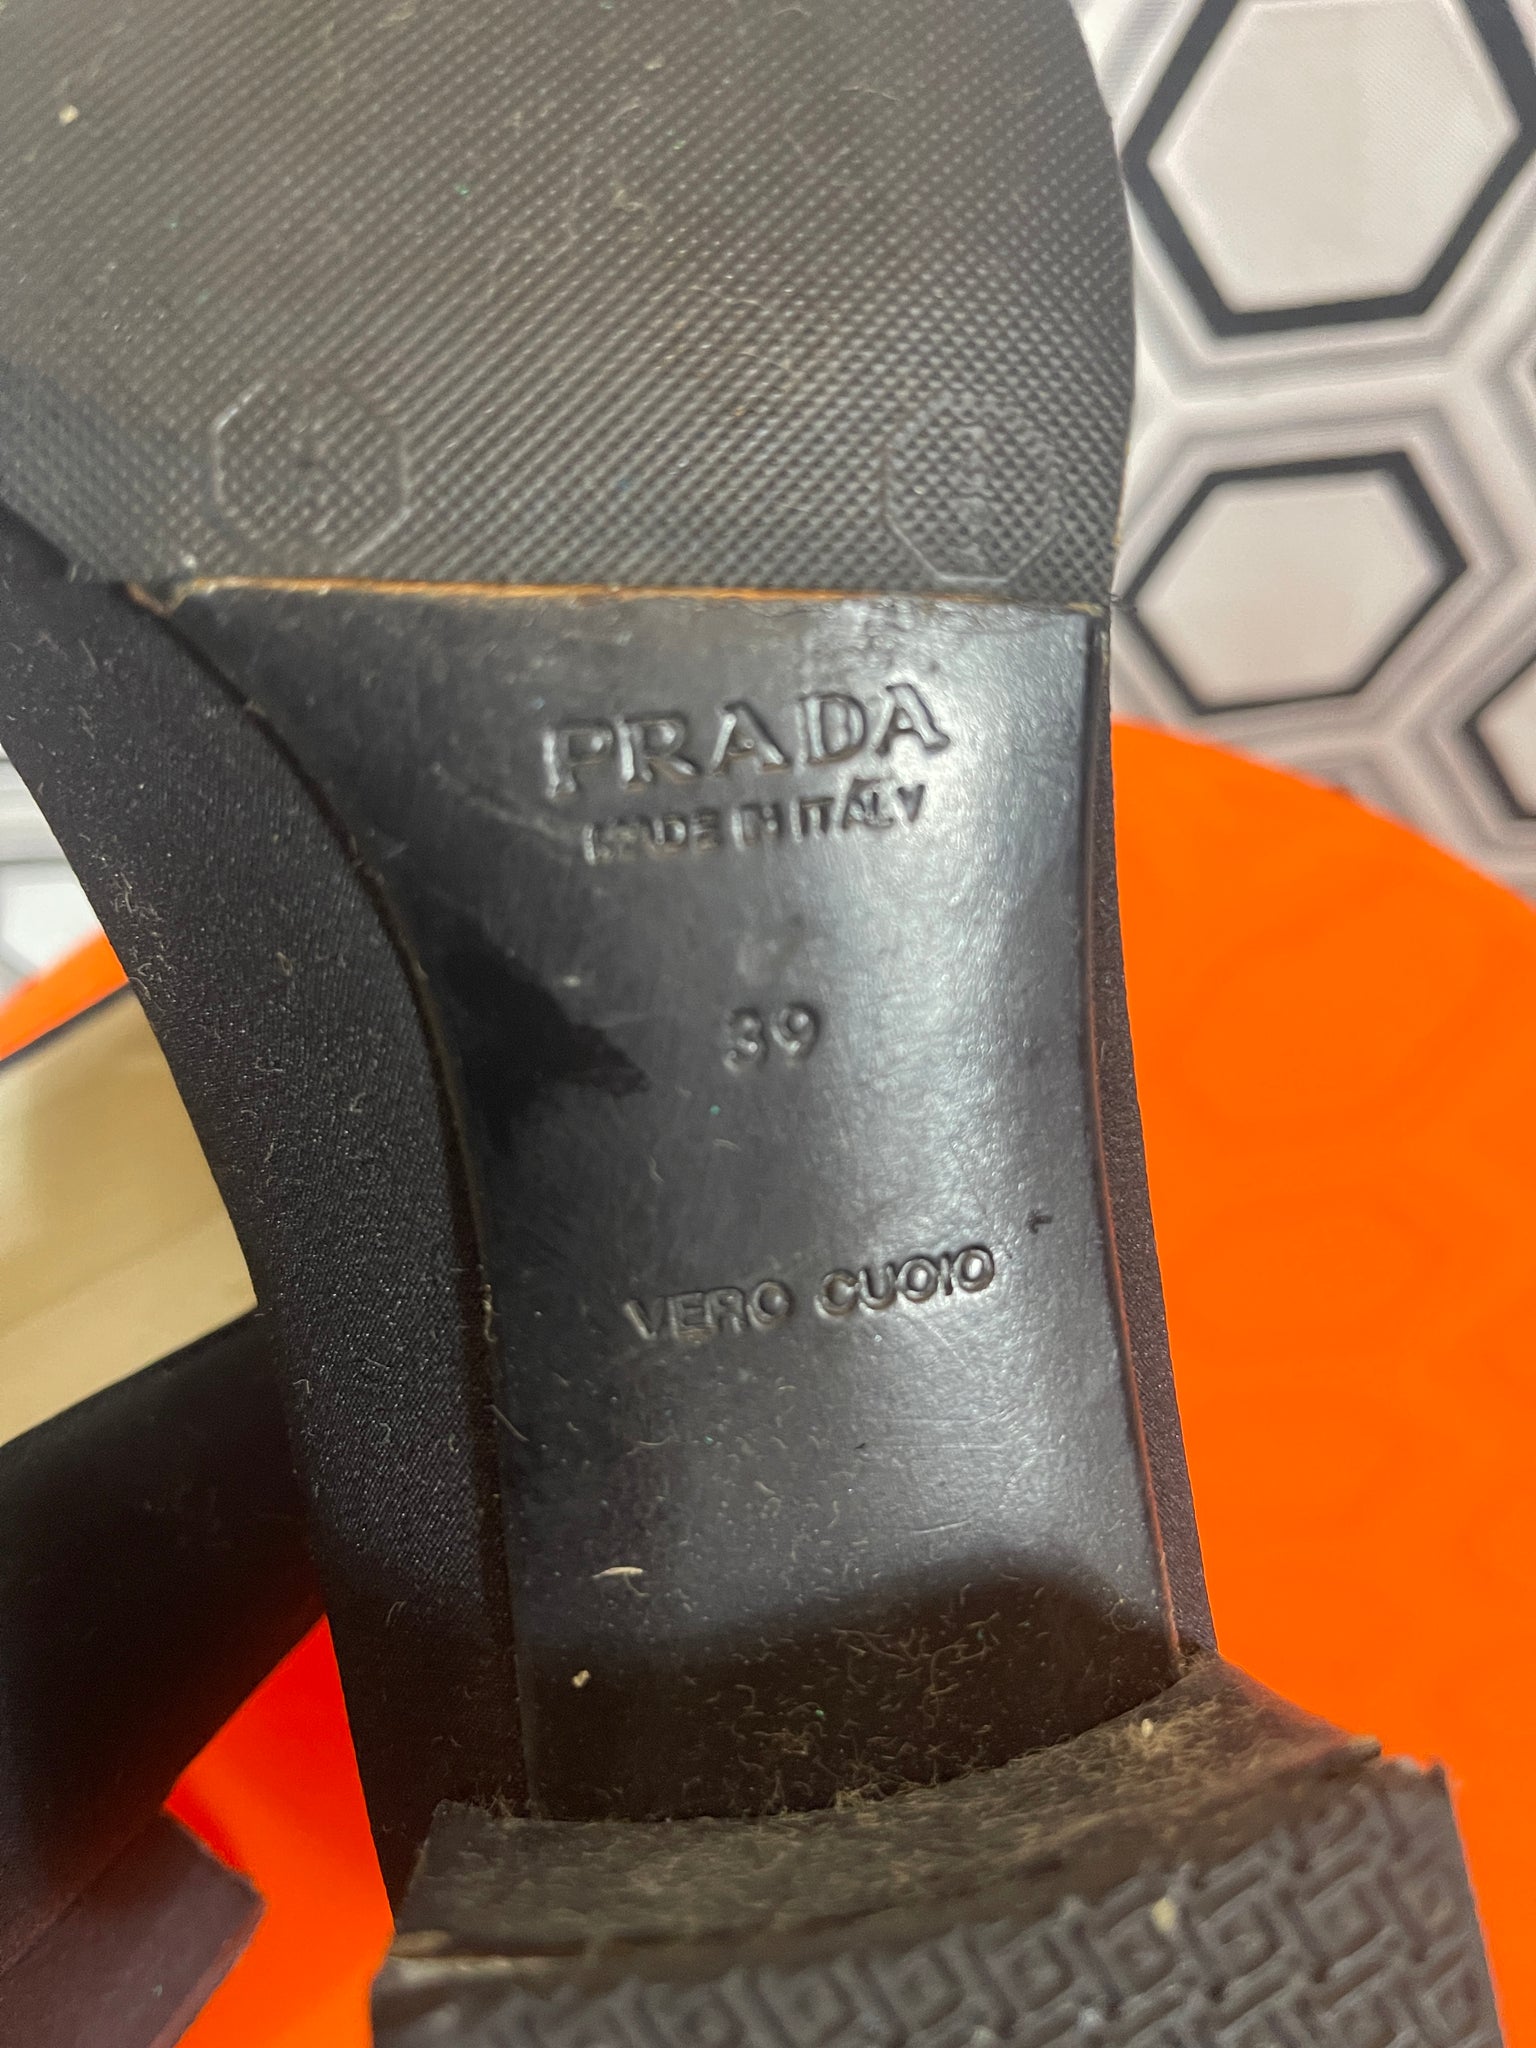 PRADA
MADE IN ITALY
39
VERO CUOIO